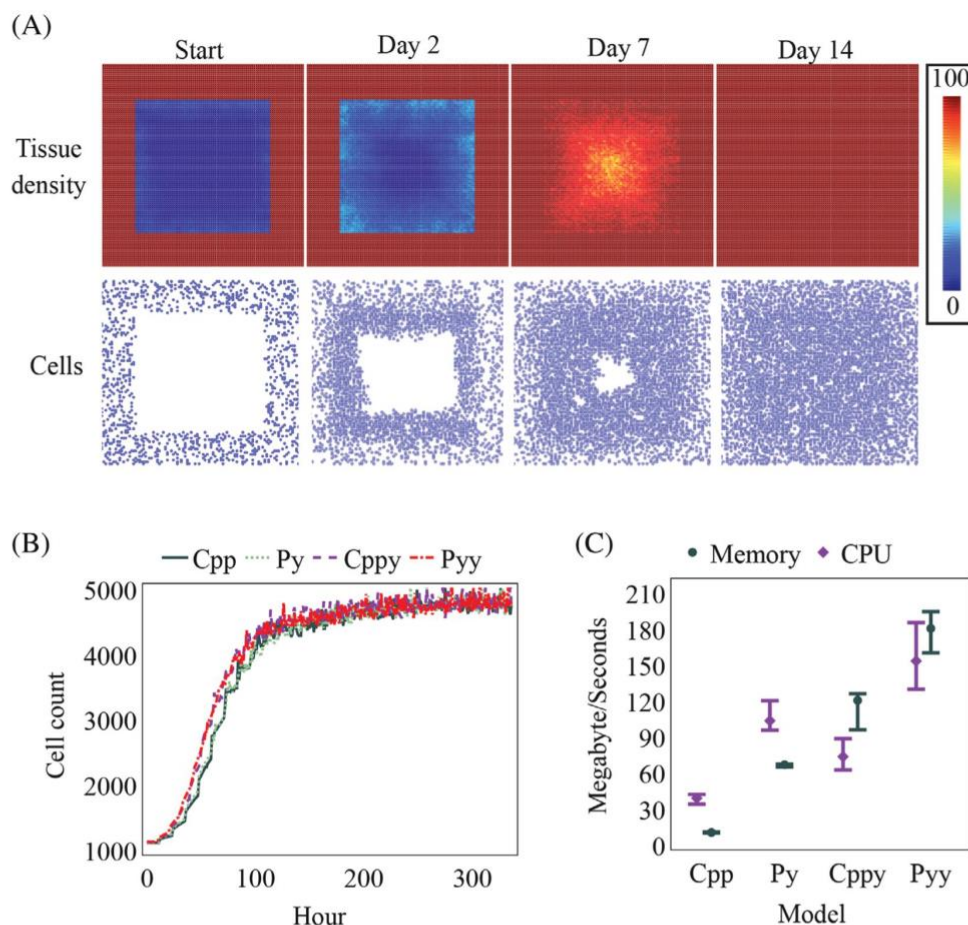 (A)
Start Day 2 Day 7 Day 14
100
Tissue
density
0
Cells
(B)
Cpp Py Cppy Pyy
5000
4000
3000
2000
1000
Cell count
0 100 200 300
Hour
(C)
Memory CPU
210
180
150
120
90
60
30
0
Megabyte/Seconds
Cpp Py Cppy Pyy
Model